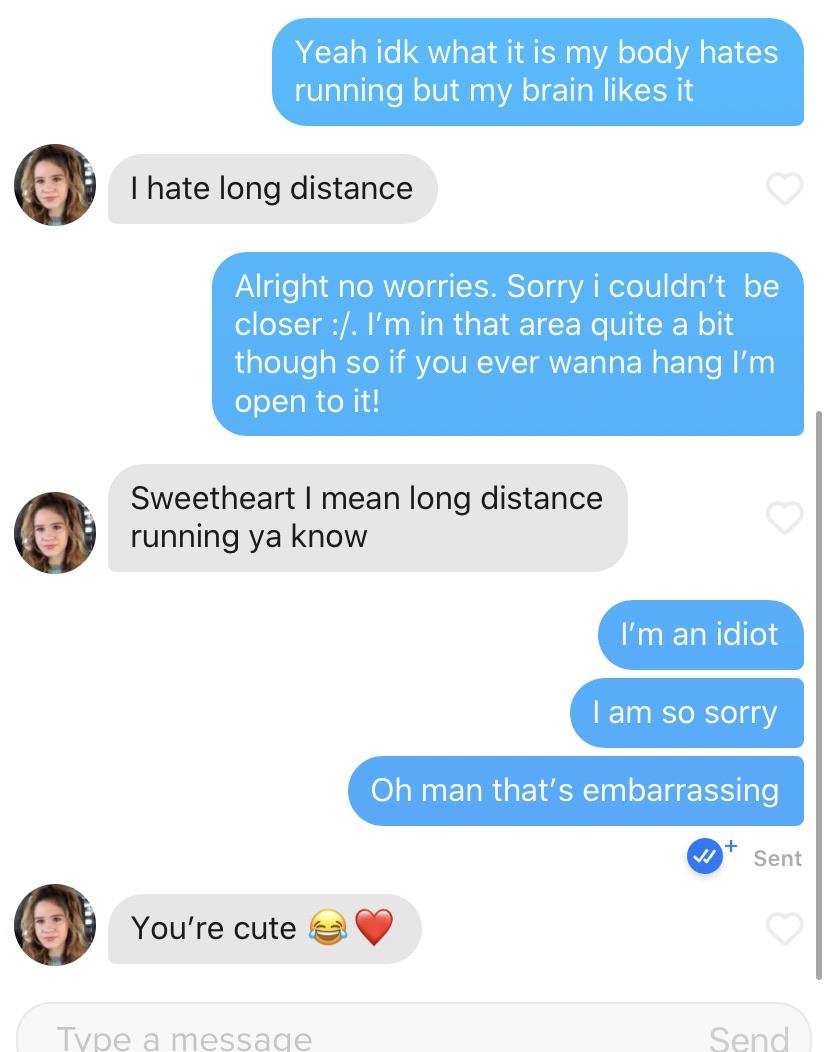 Yeah idk what it is my body hates
running but my brain likes it
I hate long distance
Alright no worries. Sorry i couldn’t  be
closer :/. I’m in that area quite a bit
though so if you ever wanna hang I’m
open to it!
Sweetheart I mean long distance
running ya know
I’m an idiot
I am so sorry
Oh man that’s embarrassing
Sent
You’re cute 😂❤️
Type a message
Send